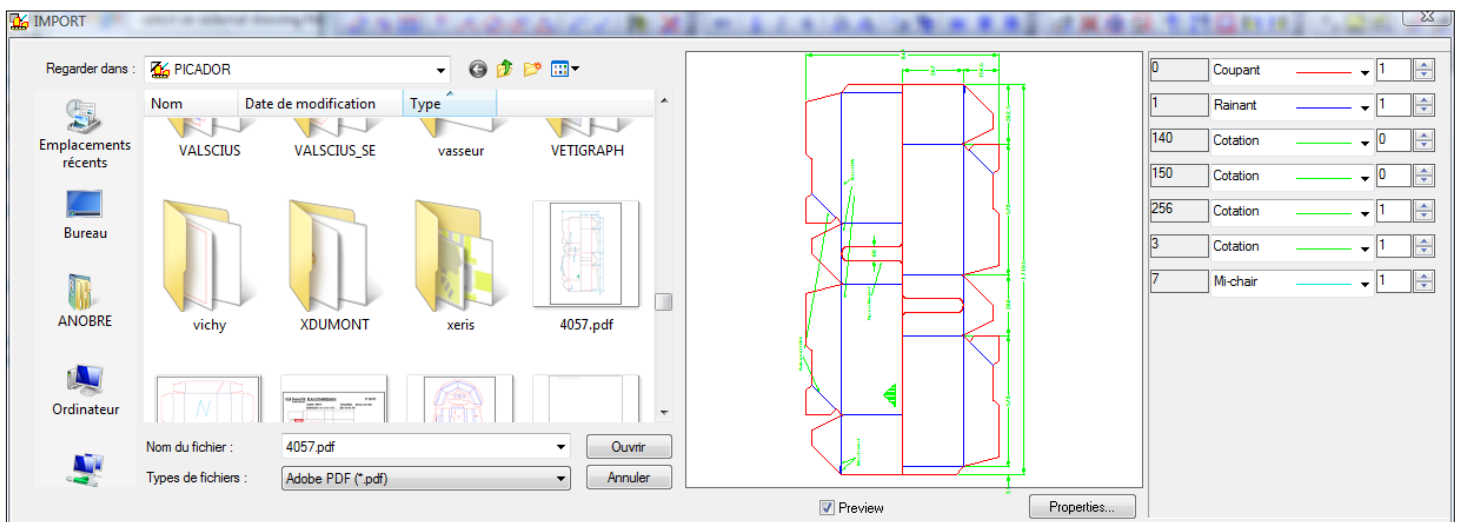 IMPORT
Regarder dans :
PICADOR
Nom
Date de modification
Type
Emplacements
récents
Bureau
ANOBRE
Ordinateur
VALSCIUS
VALSCIUS_SE
vasseur
VETIGRAPH
vichy
XDUMONT
xeris
4057.pdf
N
Nom du fichier :
4057.pdf
Ouvrir
Types de fichiers :
Adobe PDF (*.pdf)
Annuler
Preview
Properties...
0 Coupant 1
1 Rainant 1
140 Cotation 0
150 Cotation 0
256 Cotation 1
3 Cotation 1
7 Mi-chair 1